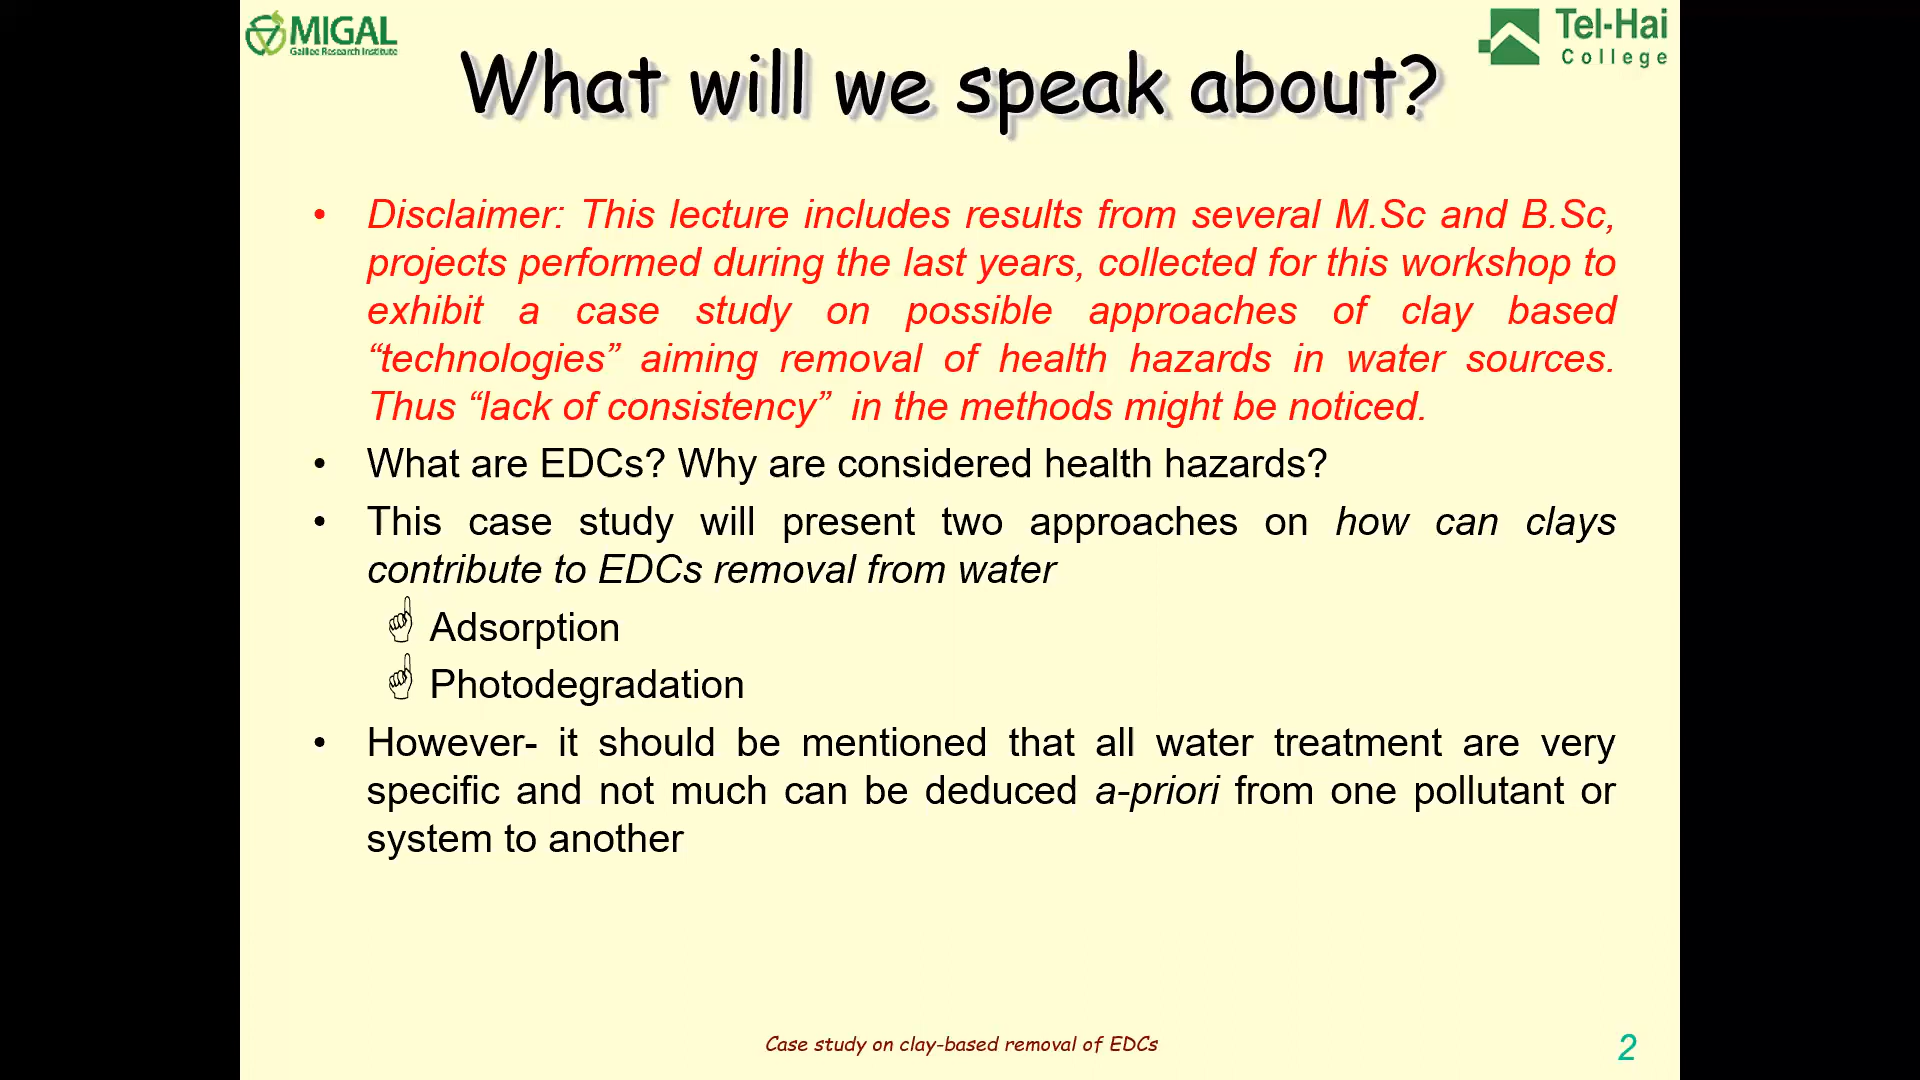 MIGAL
Galilee Research Institute
Tel-Hai
College
What will we speak about?
• Disclaimer: This lecture includes results from several M.Sc and B.Sc,
projects performed during the last years, collected for this workshop to
exhibit a case study on possible approaches of clay based
“technologies” aiming removal of health hazards in water sources.
Thus “lack of consistency” in the methods might be noticed.
• What are EDCs? Why are considered health hazards?
• This case study will present two approaches on how can clays
contribute to EDCs removal from water
☝ Adsorption
☝ Photodegradation
• However- it should be mentioned that all water treatment are very
specific and not much can be deduced a-priori from one pollutant or
system to another
Case study on clay-based removal of EDCs
2